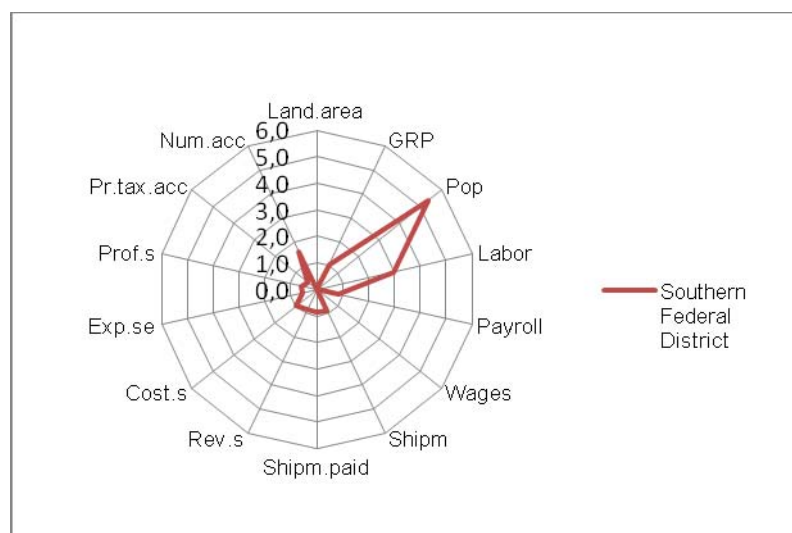 Land.area
6,0
Num.acc
GRP
5,0
Pr.tax.acc
4,0
Pop
3,0
2,0
Prof.s
Labor
1,0
0,0
Southern
Federal
District
Exp.se
Payroll
Cost.s
Wages
Rev.s
Shipm
Shipm.paid